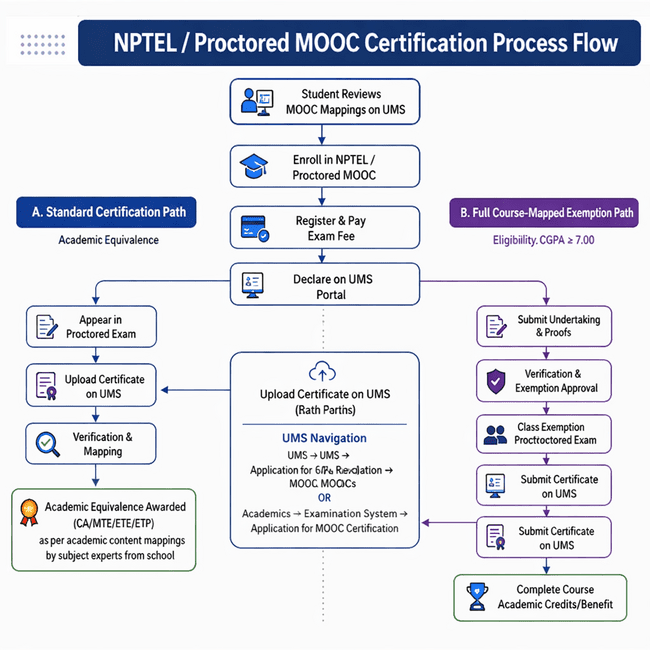 NPTEL / Proctored MOOC Certification Process Flow
Student Reviews
MOOC Mappings on UMS
Enroll in NPTEL /
Proctored MOOC
Register & Pay
Exam Fee
Declare on UMS
Portal
A. Standard Certification Path
Academic Equivalence
Appear in
Proctored Exam
Upload Certificate
on UMS
Verification &
Mapping
Academic Equivalence Awarded
(CA/MTE/ETE/ETP)
as per academic content mappings
by subject experts from school
Upload Certificate on UMS
UMS Navigation
UMS → UMS →
Application for
MOOC,
OR
Academics → Examination System →
Application for MOOC Certification
B. Full Course-Mapped Exemption Path
Eligibility. CGPA ≥ 7.00
Submit Undertaking
& Proofs
Verification &
Exemption Approval
Class Exemption
Proctoctored Exam
Submit Certificate
on UMS
Submit Certificate
on UMS
Complete Course
Academic Credits/Benefit